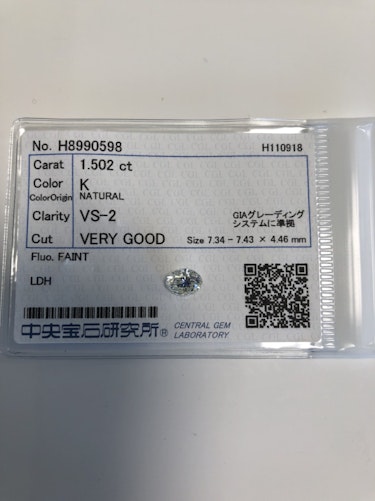 No. H8990598 H110918
Carat 1.502 ct
Color K
ColorOrigin NATURAL
Clarity VS-2 GIAグレーディング
システムに準拠
Cut VERY GOOD Size 7.34 - 7.43 × 4.46 mm
Fluo. FAINT
LDH
中央宝石研究所® CENTRAL GEM
LABORATORY